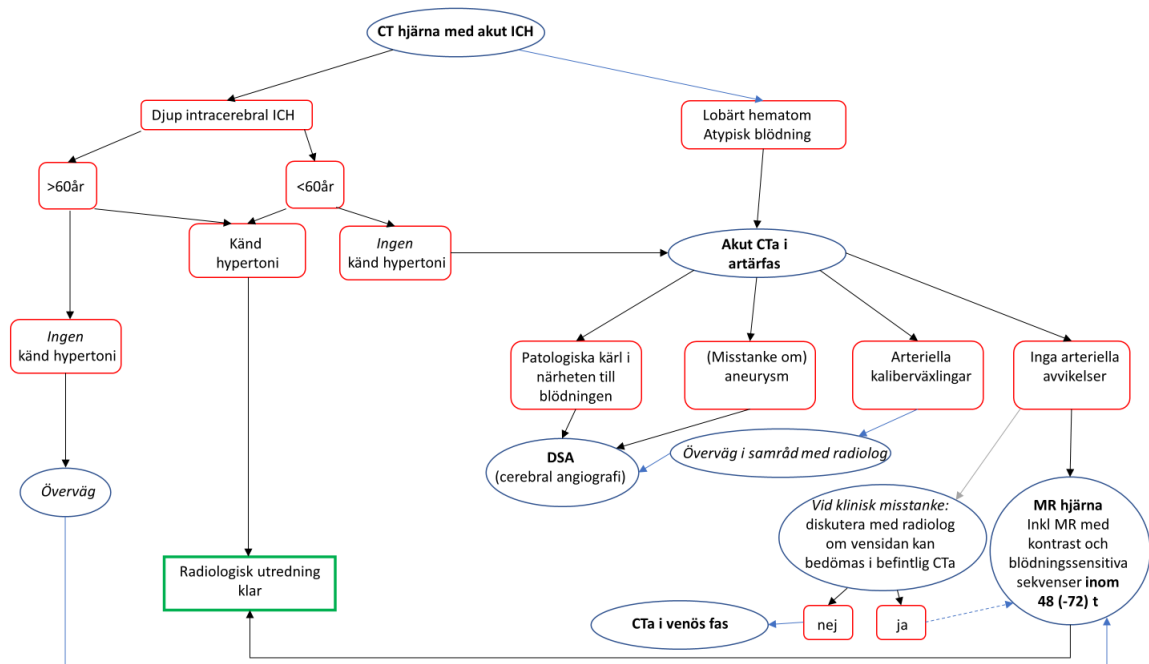 CT hjärna med akut ICH
Djup intracerebral ICH
Lobärt hematom
Atypisk blödning
>60år
<60år
Känd
hypertoni
Ingen
känd hypertoni
Akut CTa i
artärfas
Ingen
känd hypertoni
Patologiska kärl i
närheten till
blödningen
(Misstanke om)
aneurysm
Arteriella
kaliberväxlingar
Inga arteriella
avvikelser
DSA
(cerebral angiografi)
Överväg i samråd med radiolog
Överväg
Vid klinisk misstanke:
diskutera med radiolog
om vensidan kan
bedömas i befintlig CTa
MR hjärna
Inkl MR med
kontrast och
blödningssensitiva
sekvenser inom
48 (-72) t
Radiologisk utredning
klar
CTa i venös fas
nej
ja